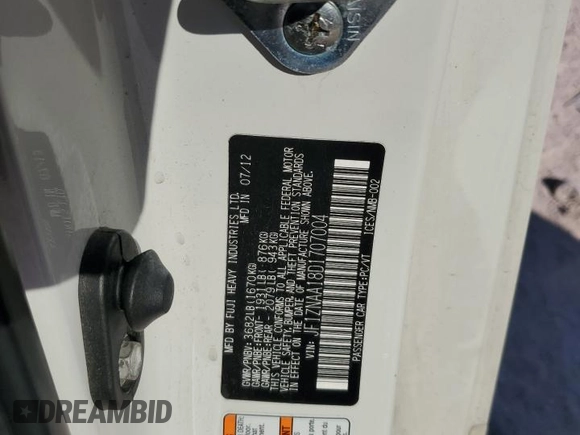 MFD BY FUJI HEAVY INDUSTRIES LTD.
MFD IN 07/12
GVWR/PNBV: 3682LB(1670KG)
GAWR/PNBE:FRONT- 1931LB( 876KG)
GAWR/PNBE:REAR - 2079LB( 943KG)
THIS VEHICLE CONFORMS TO ALL APPLICABLE FEDERAL MOTOR
VEHICLE SAFETY, BUMPER, AND THEFT PREVENTION STANDARDS
IN EFFECT ON THE DATE OF MANUFACTURE SHOWN ABOVE.
VIN: JF1ZNAA18D1707004
PASSENGER CAR TYPE:PC/VT ICES/NMB-002
AISIN
DREAMBID